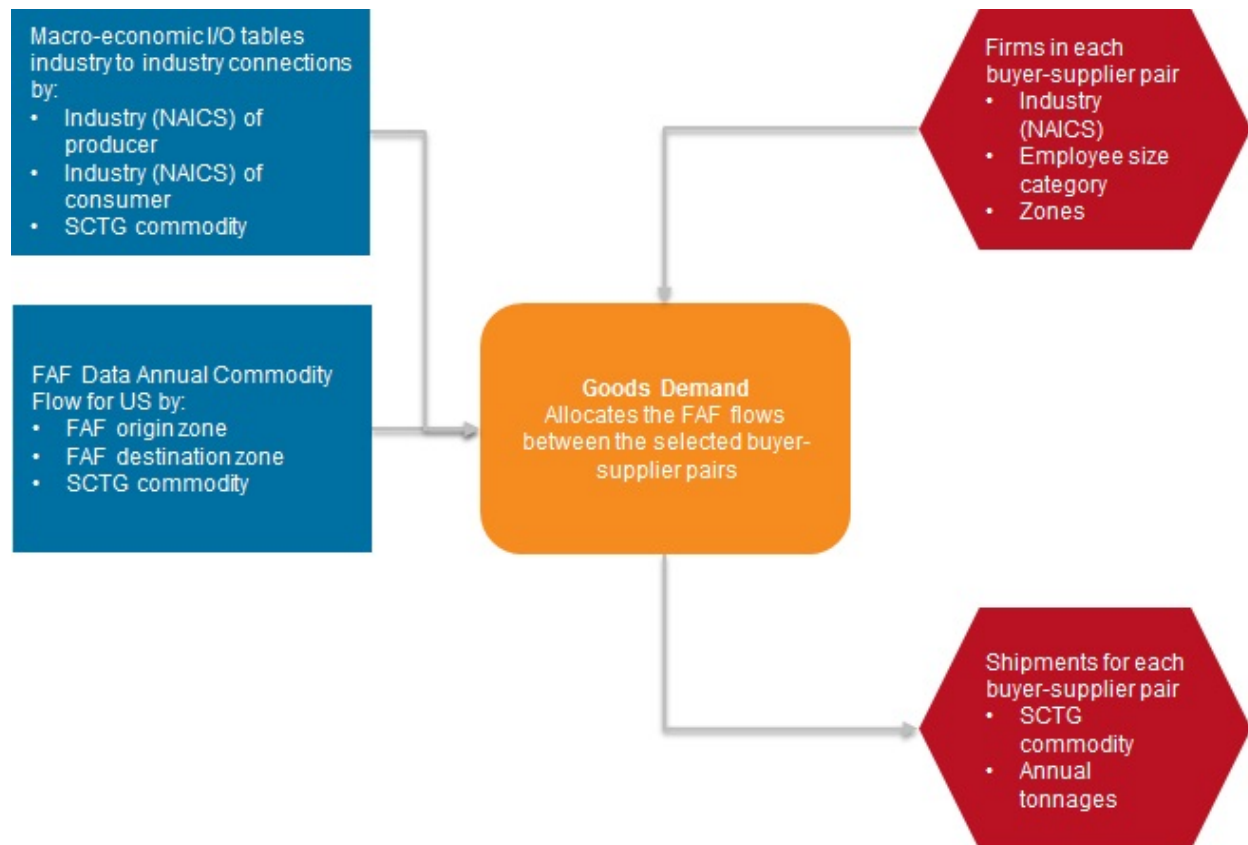 Macro-economic I/O tables
industry to industry connections
by:
• Industry (NAICS) of
producer
• Industry (NAICS) of
consumer
• SCTG commodity
FAF Data Annual Commodity
Flow for US by:
• FAF origin zone
• FAF destination zone
• SCTG commodity
Goods Demand
Allocates the FAF flows
between the selected buyer-
supplier pairs
Firms in each
buyer-supplier pair
• Industry
(NAICS)
• Employee size
category
• Zones
Shipments for each
buyer-supplier pair
• SCTG
commodity
• Annual
tonnages